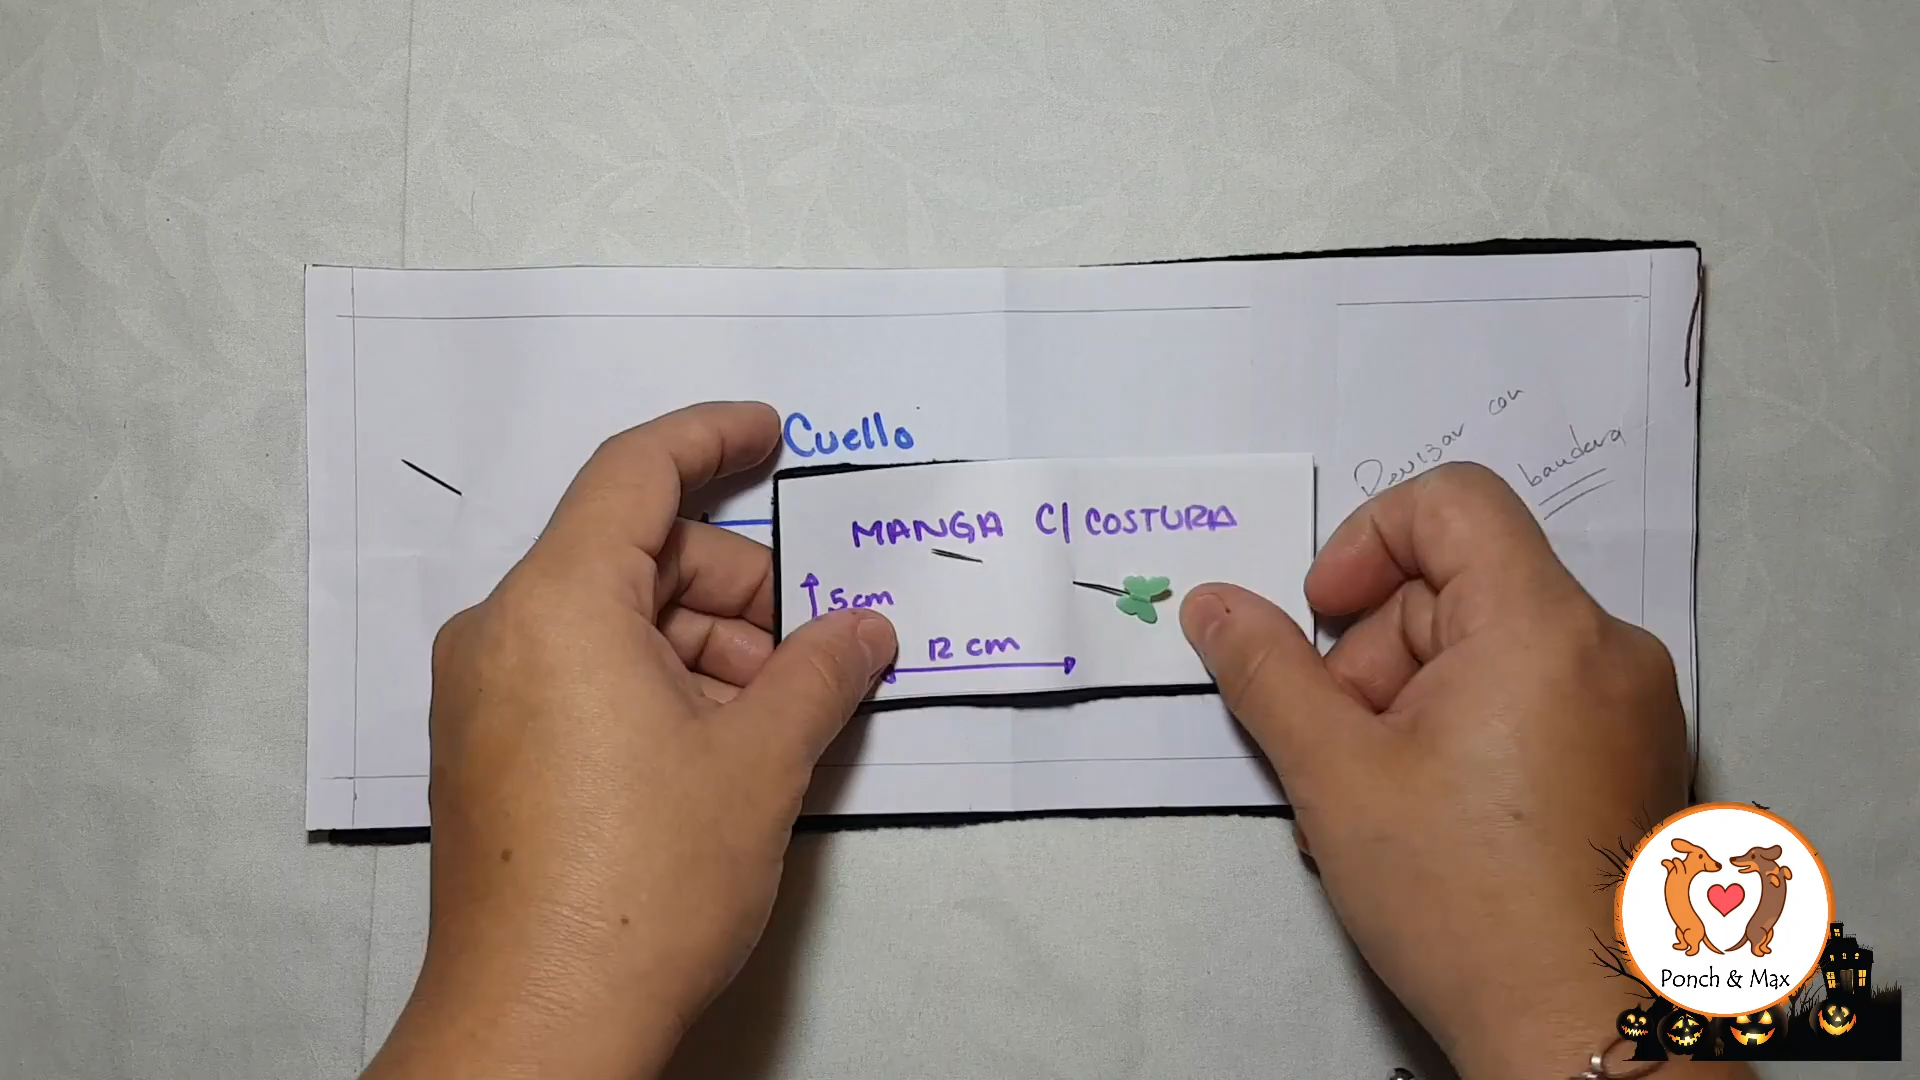 Cuello
MANGA C/ COSTURA
5cm
12 cm
Revisar con
bandera
Ponch & Max